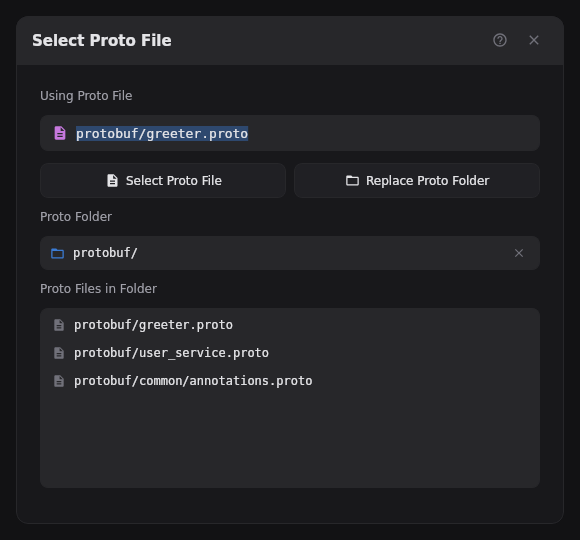 Select Proto File
Using Proto File
protobuf/greeter.proto
Select Proto File
Replace Proto Folder
Proto Folder
protobuf/
Proto Files in Folder
protobuf/greeter.proto
protobuf/user_service.proto
protobuf/common/annotations.proto